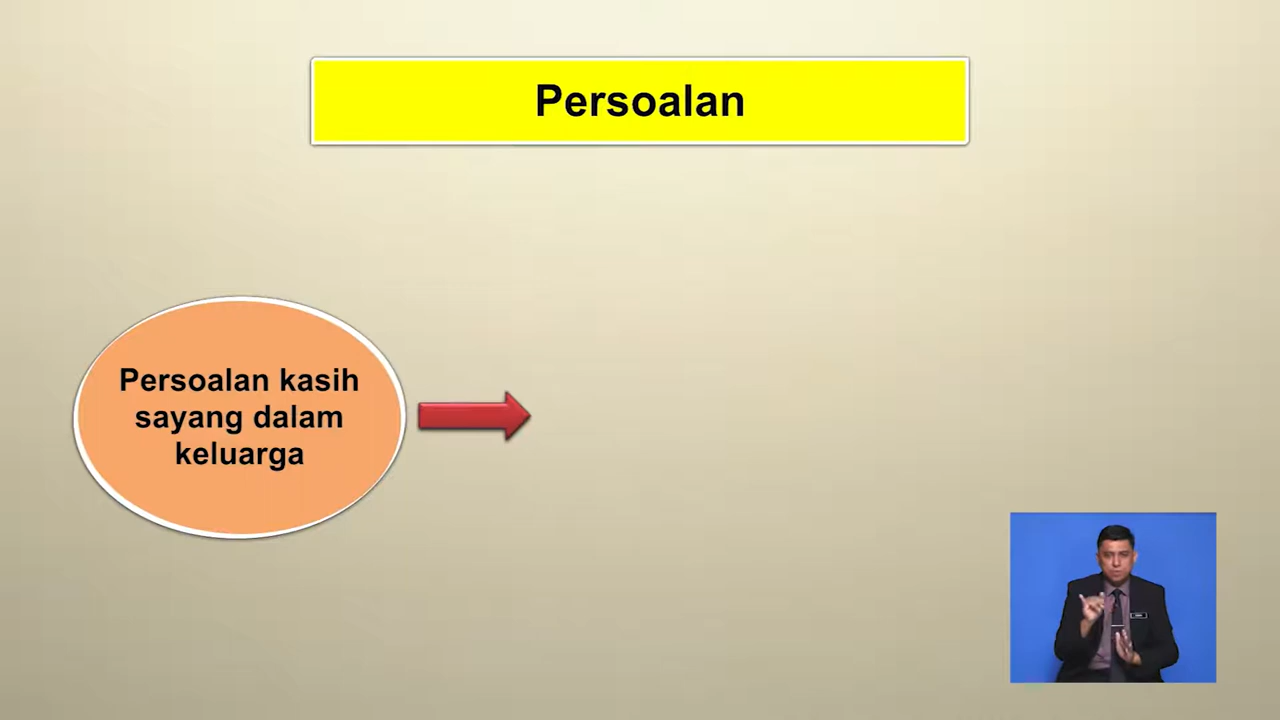 Persoalan
Persoalan kasih
sayang dalam
keluarga